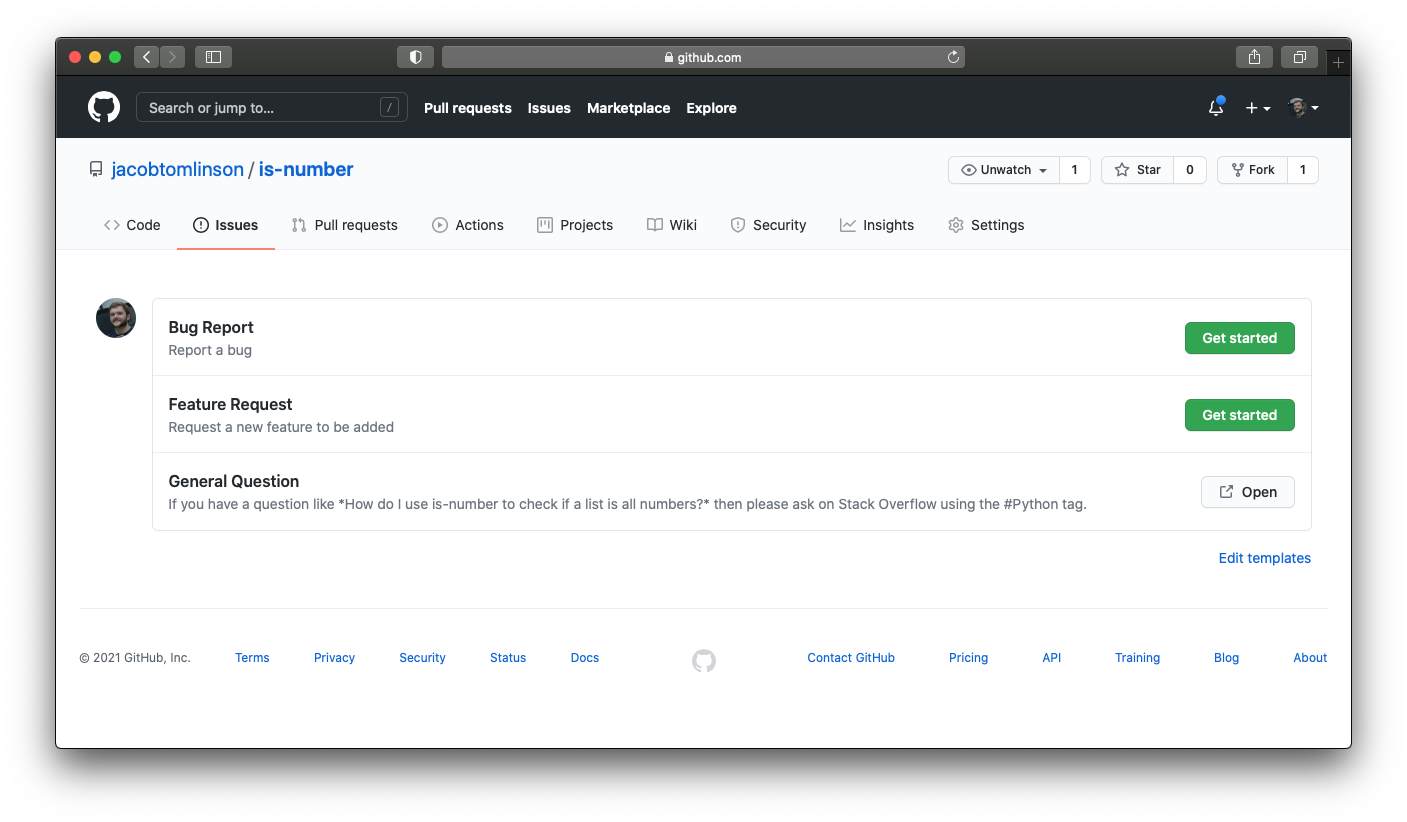 github.com
Search or jump to... /
Pull requests Issues Marketplace Explore
jacobtomlinson / is-number
Unwatch 1 Star 0 Fork 1
Code Issues Pull requests Actions Projects Wiki Security Insights Settings
Bug Report
Report a bug
Get started
Feature Request
Request a new feature to be added
Get started
General Question
If you have a question like *How do I use is-number to check if a list is all numbers?* then please ask on Stack Overflow using the #Python tag.
Open
Edit templates
© 2021 GitHub, Inc. Terms Privacy Security Status Docs Contact GitHub Pricing API Training Blog About